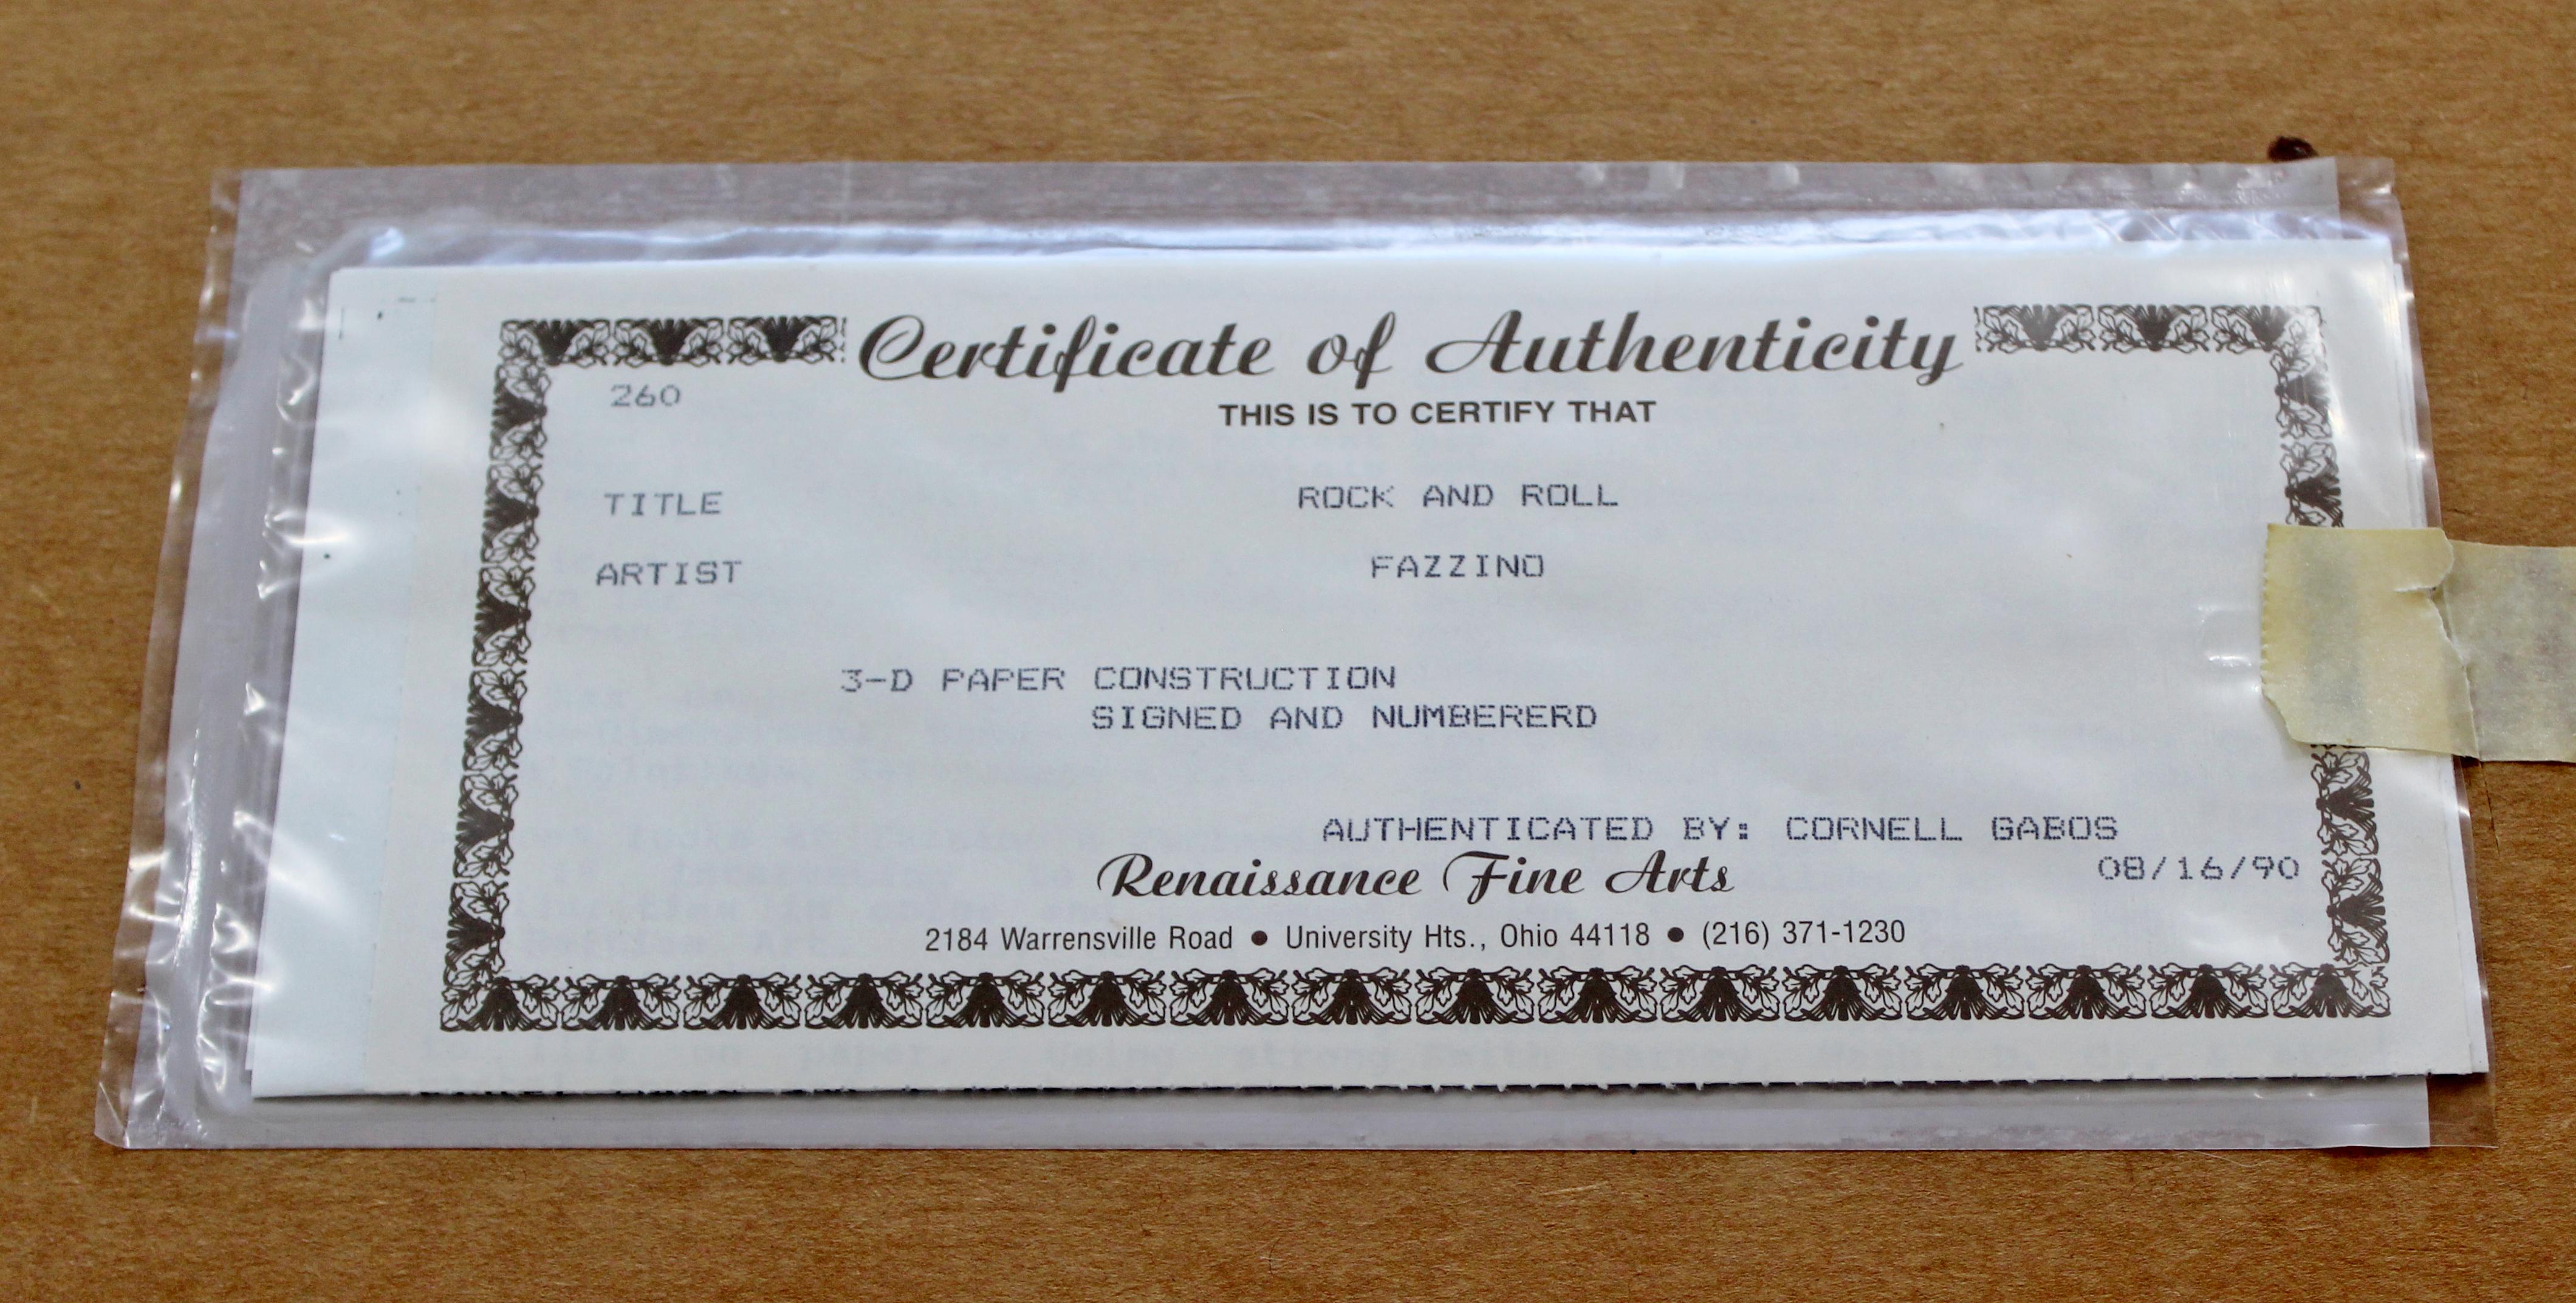 Certificate of Authenticity
260
THIS IS TO CERTIFY THAT
TITLE ROCK AND ROLL
ARTIST FAZZINO
3-D PAPER CONSTRUCTION
SIGNED AND NUMBERERD
AUTHENTICATED BY: CORNELL GABOS
Renaissance Fine Arts 08/16/90
2184 Warrensville Road ● University Hts., Ohio 44118 ● (216) 371-1230